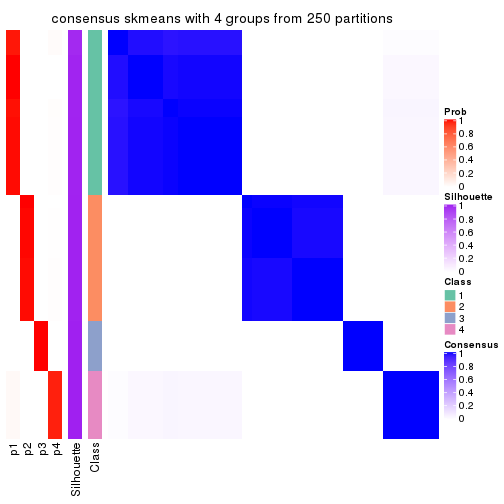 consensus skmeans with 4 groups from 250 partitions
Prob
1
0.8
0.6
0.4
0.2
0
Silhouette
1
0.8
0.6
0.4
0.2
0
Class
1
2
3
4
Consensus
1
0.8
0.6
0.4
0.2
0
p1
p2
p3
p4
Silhouette
Class